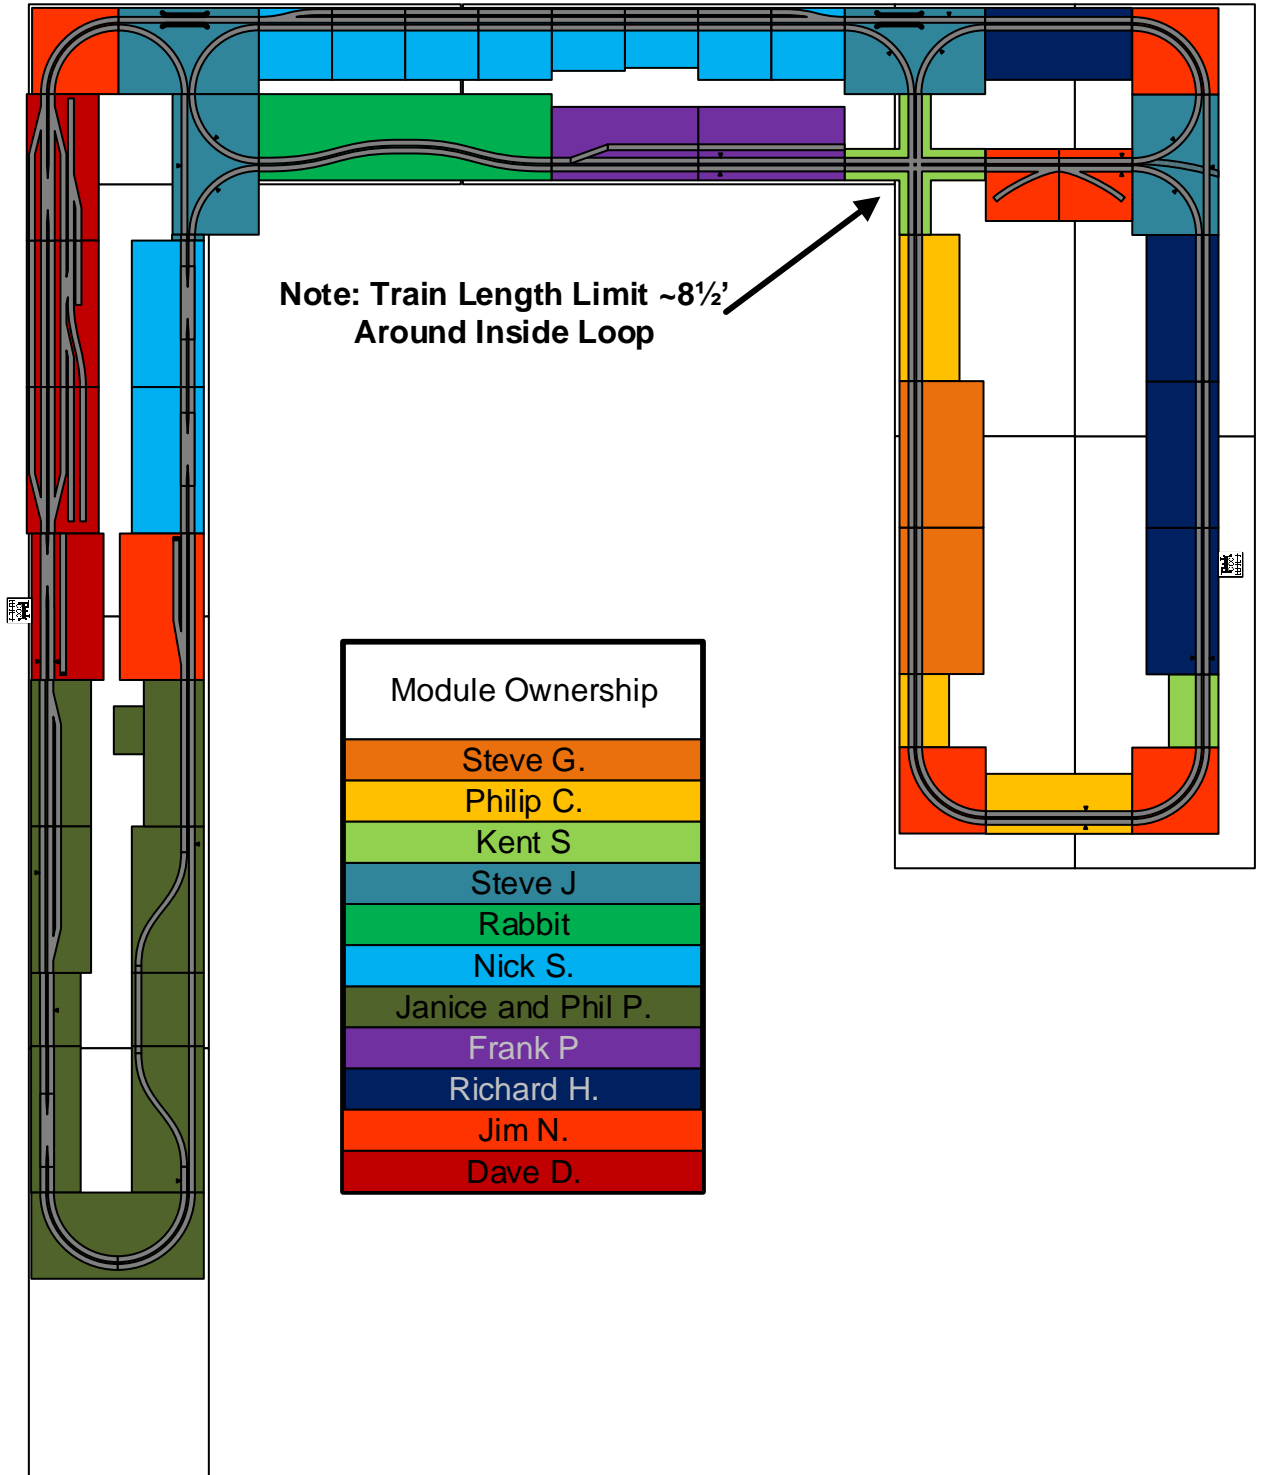 Note: Train Length Limit ~8½’
Around Inside Loop
Module Ownership
Steve G.
Philip C.
Kent S
Steve J
Rabbit
Nick S.
Janice and Phil P.
Frank P
Richard H.
Jim N.
Dave D.